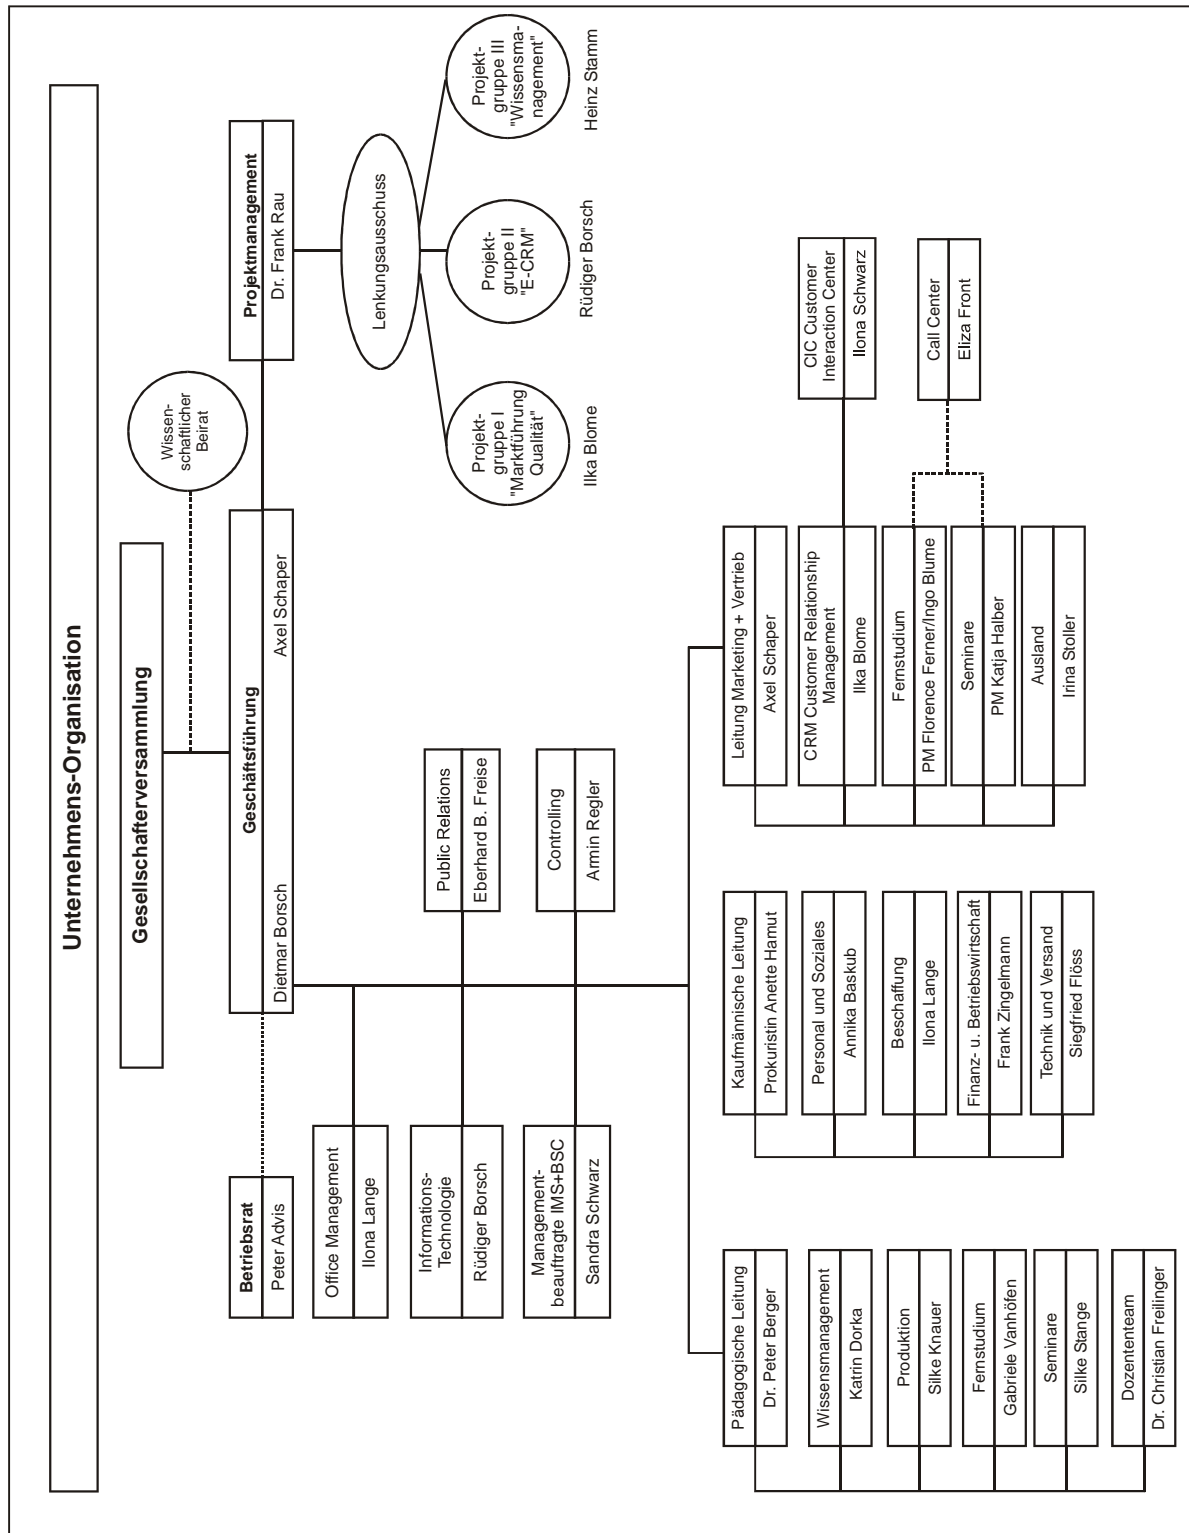 Unternehmens-Organisation
Gesellschafterversammlung
Wissen-
schaftlicher
Beirat
Betriebsrat
Peter Advis
Geschäftsführung
Dietmar Borsch
Axel Schaper
Projektmanagement
Dr. Frank Rau
Lenkungsausschuss
Projekt-
gruppe I
"Marktführung
Qualität"
Ilka Blome
Projekt-
gruppe II
"E-CRM"
Rüdiger Borsch
Projekt-
gruppe III
"Wissensma-
nagement"
Heinz Stamm
Office Management
Ilona Lange
Informations-
Technologie
Rüdiger Borsch
Public Relations
Eberhard B. Freise
Management-
beauftragte IMS+BSC
Sandra Schwarz
Controlling
Armin Regler
Pädagogische Leitung
Dr. Peter Berger
Wissensmanagement
Katrin Dorka
Produktion
Silke Knauer
Fernstudium
Gabriele Vanhöfen
Seminare
Silke Stange
Dozententeam
Dr. Christian Freilinger
Kaufmännische Leitung
Prokuristin Anette Hamut
Personal und Soziales
Annika Baskub
Beschaffung
Ilona Lange
Finanz- u. Betriebswirtschaft
Frank Zingelmann
Technik und Versand
Siegfried Flöss
Leitung Marketing + Vertrieb
Axel Schaper
CRM Customer Relationship
Management
Ilka Blome
Fernstudium
PM Florence Ferner/Ingo Blume
Seminare
PM Katja Halber
Ausland
Irina Stoller
CIC Customer
Interaction Center
Ilona Schwarz
Call Center
Eliza Front